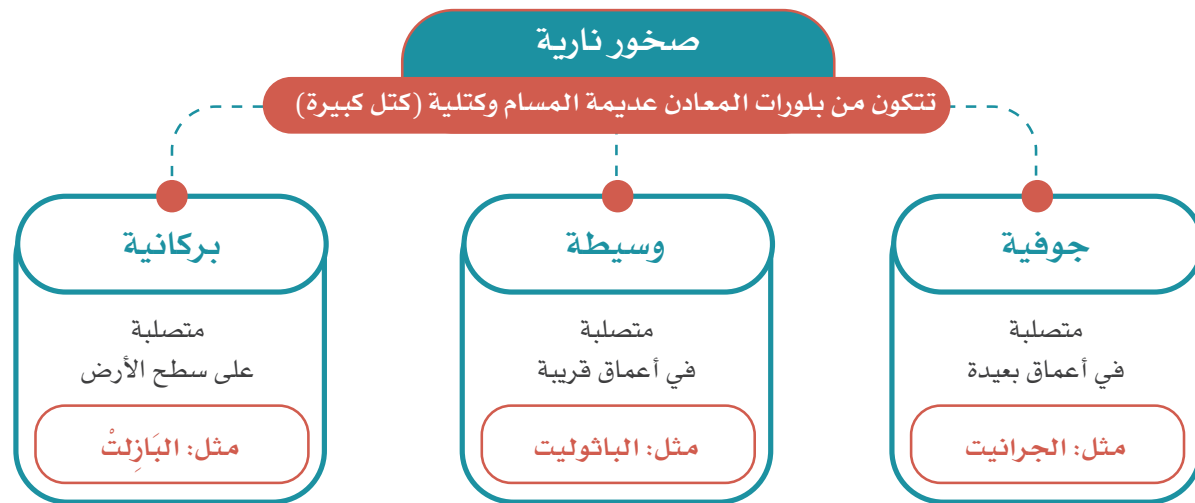 صخور نارية
تتكون من بلورات المعادن عديمة المسام وكتلية (كتل كبيرة)
جوفية
متصلبة
في أعماق بعيدة
مثل: الجرانيت
وسيطة
متصلبة
في أعماق قريبة
مثل: الباثوليت
بركانية
متصلبة
على سطح الأرض
مثل: البَازِلتْ